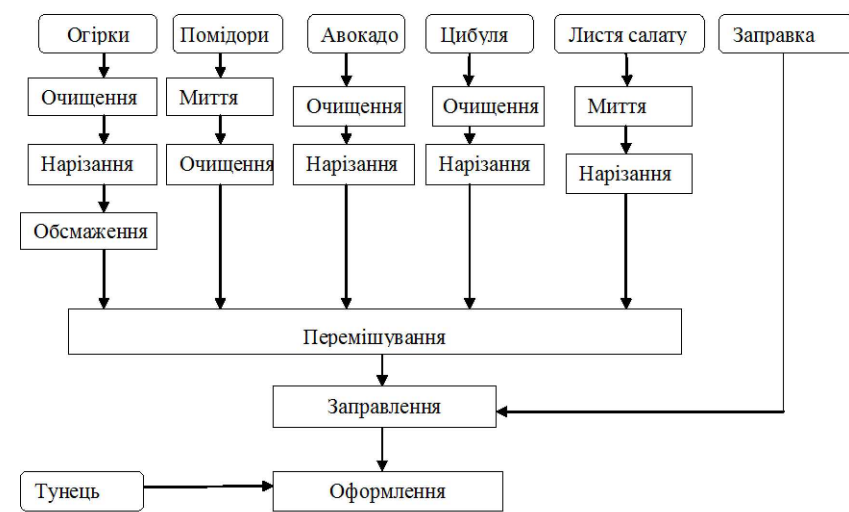 Огірки
Помідори
Авокадо
Цибуля
Листя салату
Заправка
Очищення
Миття
Очищення
Очищення
Миття
Нарізання
Очищення
Нарізання
Нарізання
Нарізання
Обсмаження
Перемішування
Заправлення
Тунець
Оформлення